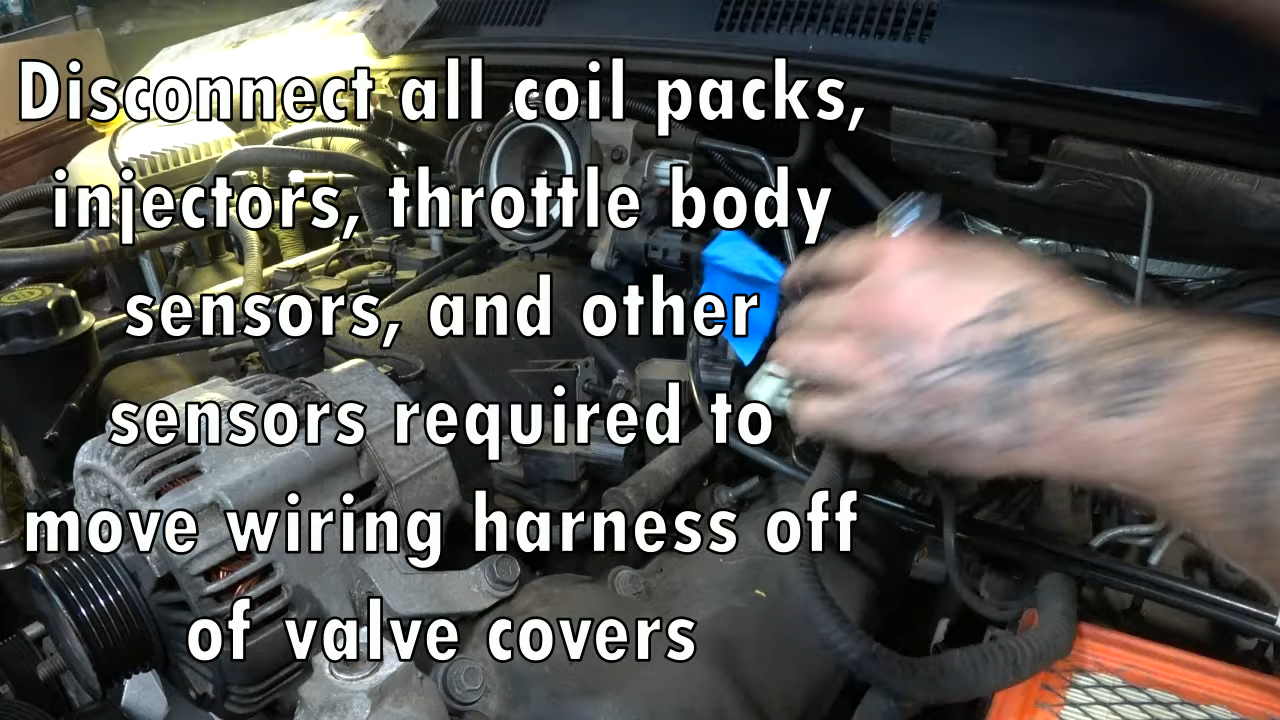 Disconnect all coil packs,
injectors, throttle body
sensors, and other
sensors required to
move wiring harness off
of valve covers